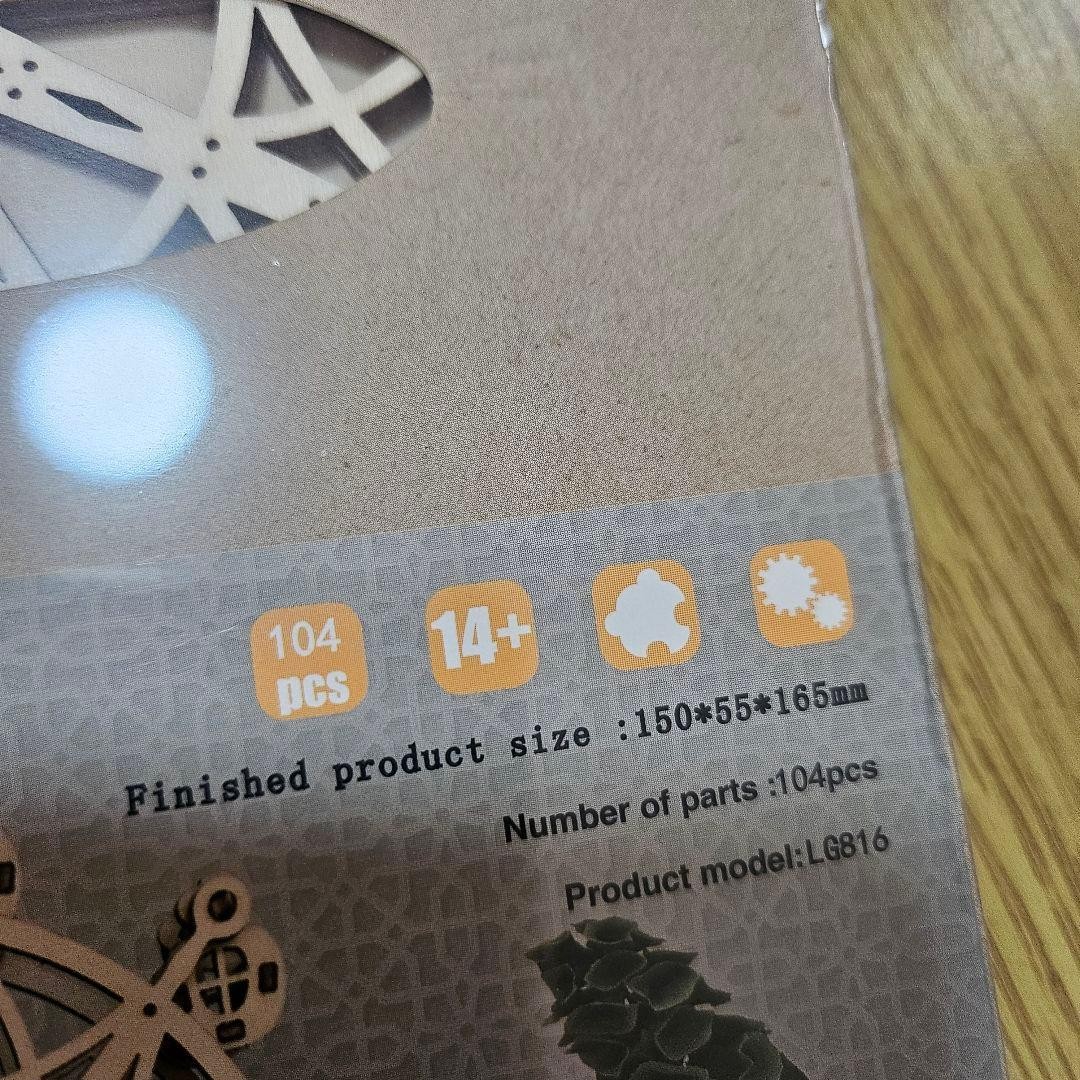 104
pcs
14+
Finished product size :150*55*165mm
Number of parts :104pcs
Product model:LG816